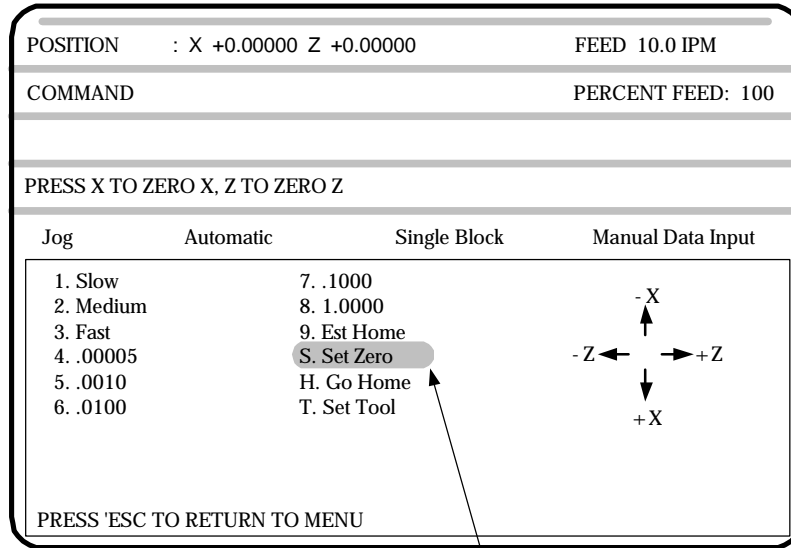 POSITION : X +0.00000 Z +0.00000 FEED 10.0 IPM
COMMAND PERCENT FEED: 100
PRESS X TO ZERO X, Z TO ZERO Z
Jog Automatic Single Block Manual Data Input
1. Slow 7. .1000
2. Medium 8. 1.0000
3. Fast 9. Est Home
4. .00005 S. Set Zero
5. .0010 H. Go Home
6. .0100 T. Set Tool
- X
- Z + Z
+ X
PRESS 'ESC TO RETURN TO MENU